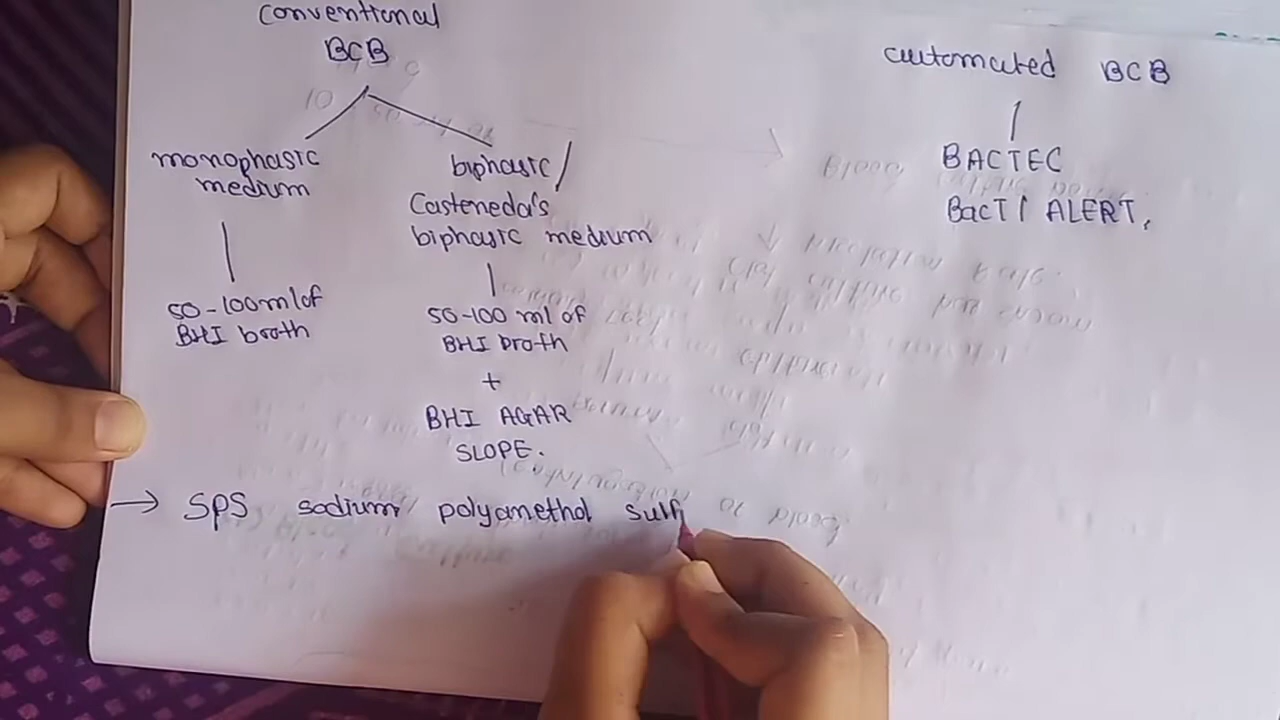 conventional
BCB
monophasic
medium
50-100ml of
BHI broth
biphasic/
Casteneda's
biphasic medium
50-100 ml of
BHI broth
+
BHI AGAR
SLOPE.
automated BCB
BACTEC
BacT/ ALERT.
→ SPS sodium polyamethol sulf